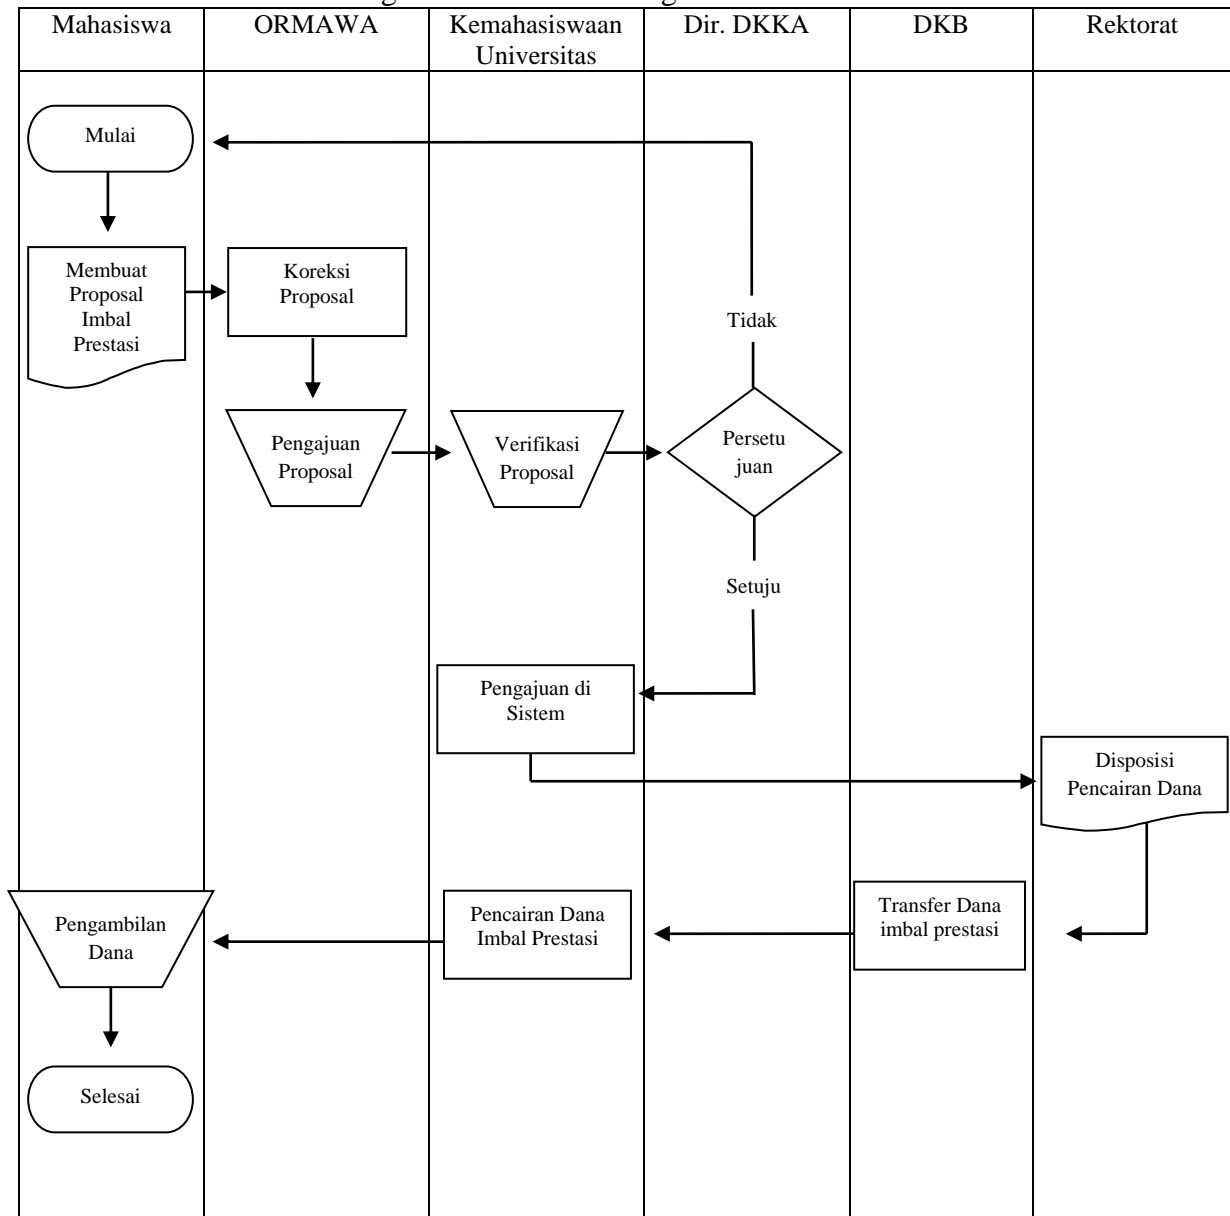 Mahasiswa
ORMAWA
Kemahasiswaan
Universitas
Dir. DKKA
DKB
Rektorat
Mulai
Membuat
Proposal
Imbal
Prestasi
Koreksi
Proposal
Tidak
Pengajuan
Proposal
Verifikasi
Proposal
Persetu
juan
Setuju
Pengajuan di
Sistem
Disposisi
Pencairan Dana
Transfer Dana
imbal prestasi
Pencairan Dana
Imbal Prestasi
Pengambilan
Dana
Selesai